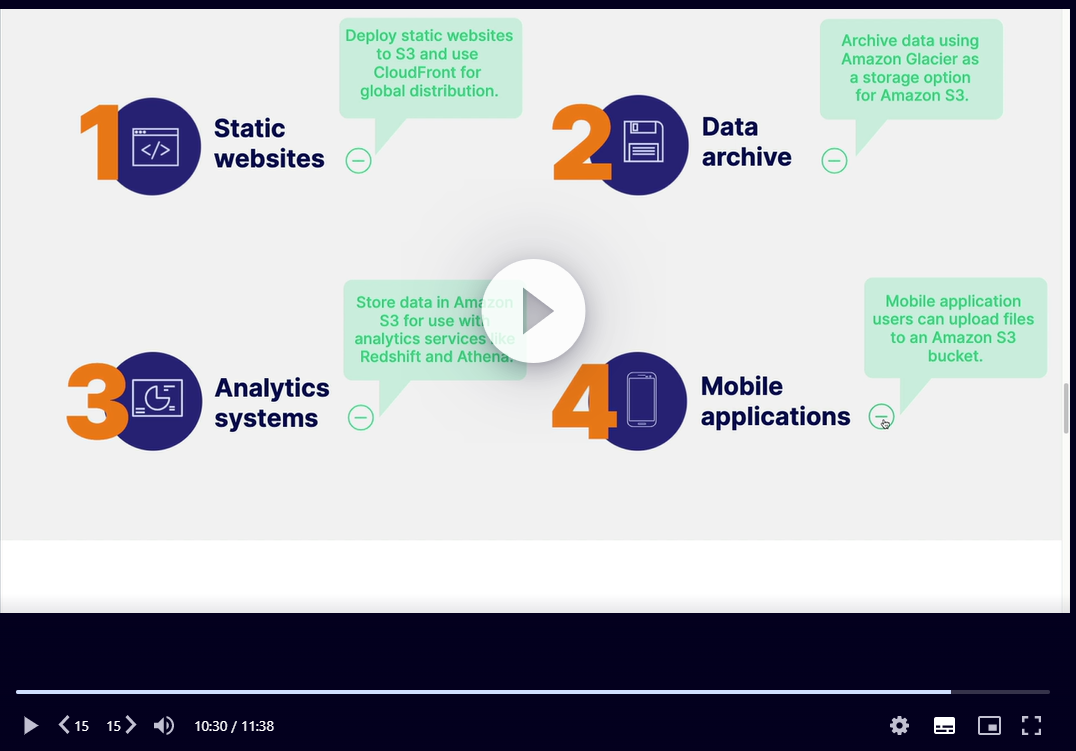 Deploy static websites
to S3 and use
CloudFront for
global distribution.
1
</>
Static
websites
Archive data using
Amazon Glacier as
a storage option
for Amazon S3.
2
Data
archive
Store data in Amazon
S3 for use with
analytics services like
Redshift and Athena.
3
Analytics
systems
Mobile application
users can upload files
to an Amazon S3
bucket.
4
Mobile
applications
15
15
10:30 / 11:38